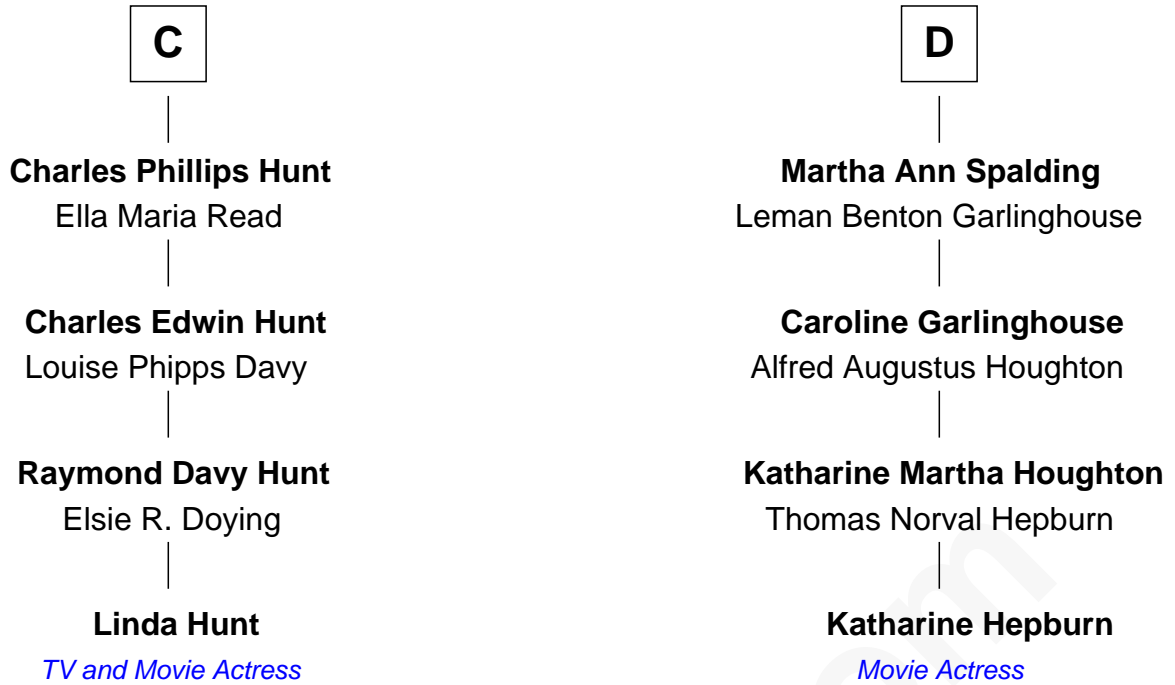 C
Charles Phillips Hunt
Ella Maria Read
Charles Edwin Hunt
Louise Phipps Davy
Raymond Davy Hunt
Elsie R. Doying
Linda Hunt
TV and Movie Actress
D
Martha Ann Spalding
Leman Benton Garlinghouse
Caroline Garlinghouse
Alfred Augustus Houghton
Katharine Martha Houghton
Thomas Norval Hepburn
Katharine Hepburn
Movie Actress